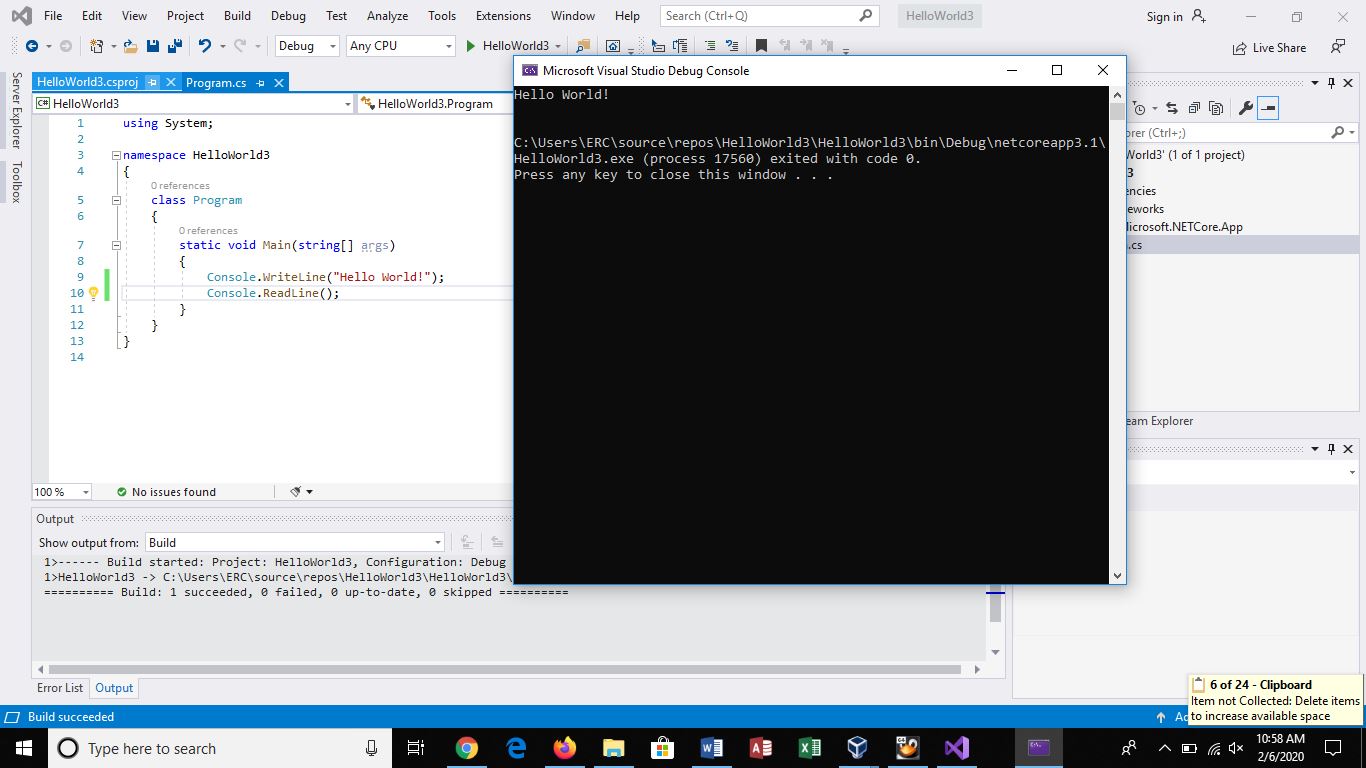 File Edit View Project Build Debug Test Analyze Tools Extensions Window Help Search (Ctrl+Q) HelloWorld3 Sign in
Debug Any CPU HelloWorld3 Live Share
Server Explorer
Toolbox
HelloWorld3.csproj Program.cs
C# HelloWorld3 HelloWorld3.Program
1 using System;
2
3 namespace HelloWorld3
4 {
0 references
5 class Program
6 {
0 references
7 static void Main(string[] args)
8 {
9 Console.WriteLine("Hello World!");
10 Console.ReadLine();
11 }
12 }
13 }
14
100 % No issues found
Microsoft Visual Studio Debug Console
Hello World!
C:\Users\ERC\source\repos\HelloWorld3\HelloWorld3\bin\Debug\netcoreapp3.1\
HelloWorld3.exe (process 17560) exited with code 0.
Press any key to close this window . . .
orer (Ctrl+;)
World3' (1 of 1 project)
3
encies
eworks
licrosoft.NETCore.App
.cs
eam Explorer
Output
Show output from: Build
1>------ Build started: Project: HelloWorld3, Configuration: Debug
1>HelloWorld3 -> C:\Users\ERC\source\repos\HelloWorld3\HelloWorld3\
========== Build: 1 succeeded, 0 failed, 0 up-to-date, 0 skipped ==========
Error List Output
6 of 24 - Clipboard
Item not Collected: Delete items
to increase available space
Build succeeded
Type here to search
10:58 AM
2/6/2020